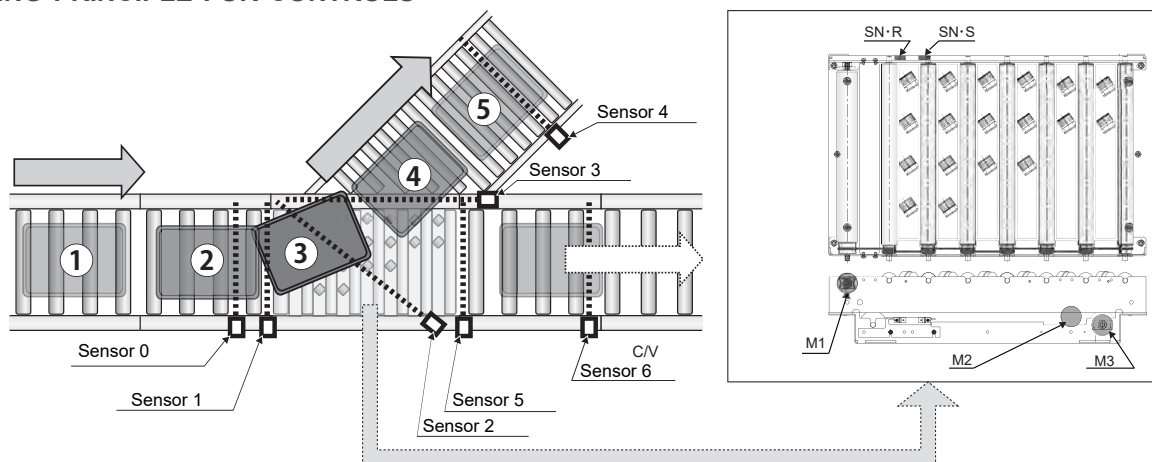 SN·R SN·S
5
Sensor 4
4
Sensor 3
1 2 3
Sensor 0
C/V
Sensor 6
Sensor 1
Sensor 5
Sensor 2
M1
M2
M3